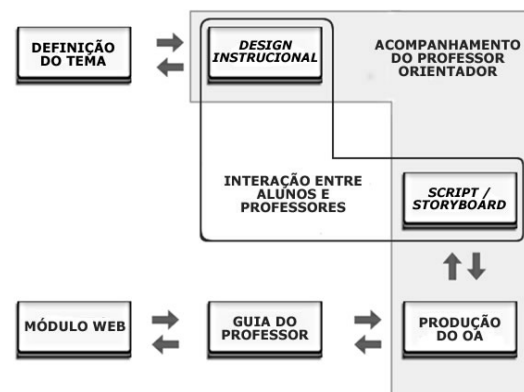 DEFINIÇÃO
DO TEMA
DESIGN
INSTRUCIONAL
ACOMPANHAMENTO
DO PROFESSOR
ORIENTADOR
INTERAÇÃO ENTRE
ALUNOS E
PROFESSORES
SCRIPT /
STORYBOARD
MÓDULO WEB
GUIA DO
PROFESSOR
PRODUÇÃO
DO OA